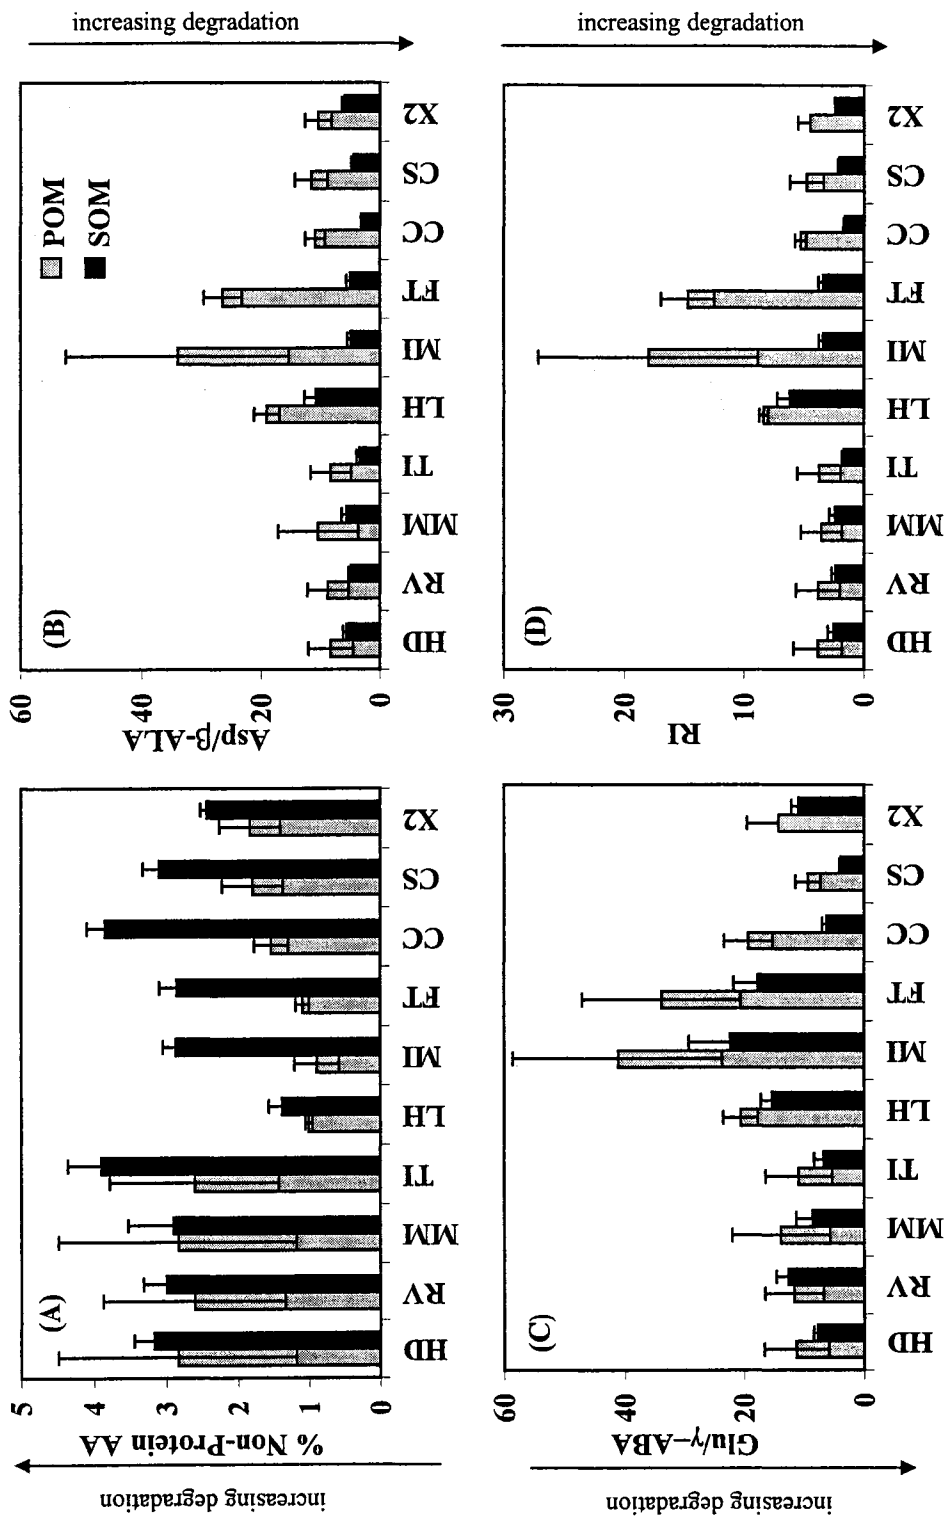 increasing degradation
% Non-Protein AA
5
4
3
2
1
0
(A)
HD
RV
MM
TI
LH
MI
FT
CC
CS
X2
increasing degradation
Asp/β-ALA
60
40
20
0
(B)
POM
SOM
HD
RV
MM
TI
LH
MI
FT
CC
CS
X2
increasing degradation
Glu/γ–ABA
60
40
20
0
(C)
HD
RV
MM
TI
LH
MI
FT
CC
CS
X2
increasing degradation
RI
30
20
10
0
(D)
HD
RV
MM
TI
LH
MI
FT
CC
CS
X2